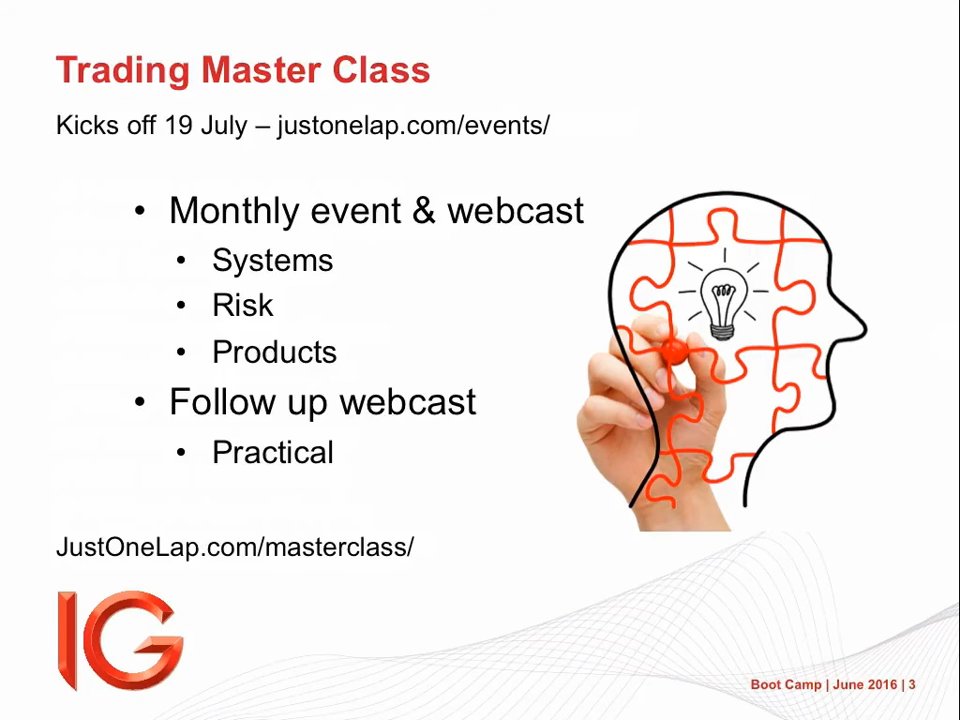 Trading Master Class
Kicks off 19 July – justonelap.com/events/
• Monthly event & webcast
• Systems
• Risk
• Products
• Follow up webcast
• Practical
JustOneLap.com/masterclass/
IG
Boot Camp | June 2016 | 3